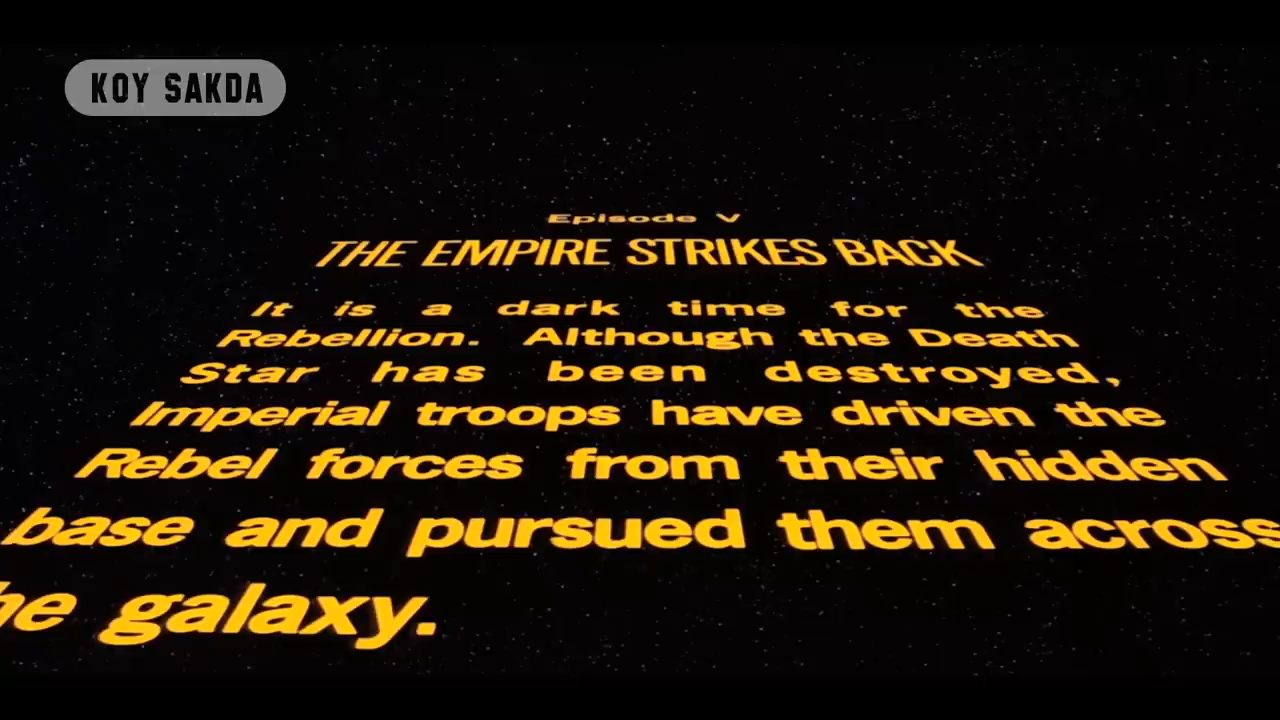 KOY SAKDA
Episode V
THE EMPIRE STRIKES BACK
It is a dark time for the
Rebellion. Although the Death
Star has been destroyed,
Imperial troops have driven the
Rebel forces from their hidden
base and pursued them across
he galaxy.